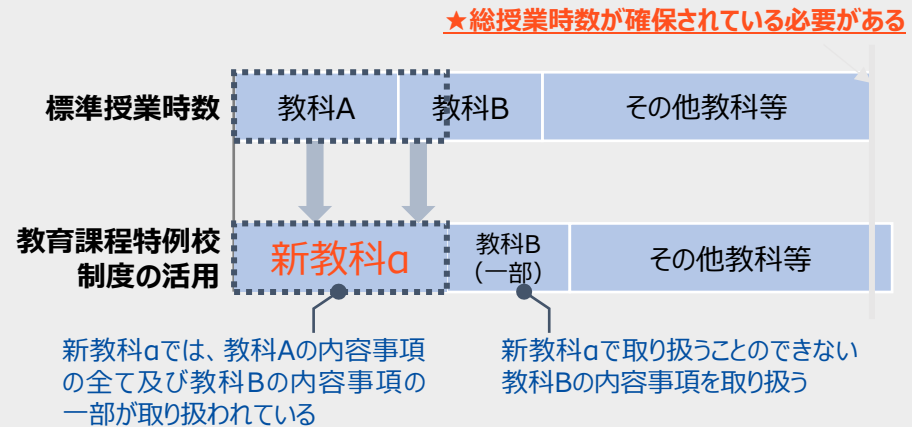 ★総授業時数が確保されている必要がある
標準授業時数
教科A
教科B
その他教科等
教育課程特例校
制度の活用
新教科α
教科B
（一部）
その他教科等
新教科αでは、教科Aの内容事項
の全て及び教科Bの内容事項の
一部が取り扱われている
新教科αで取り扱うことのできない
教科Bの内容事項を取り扱う